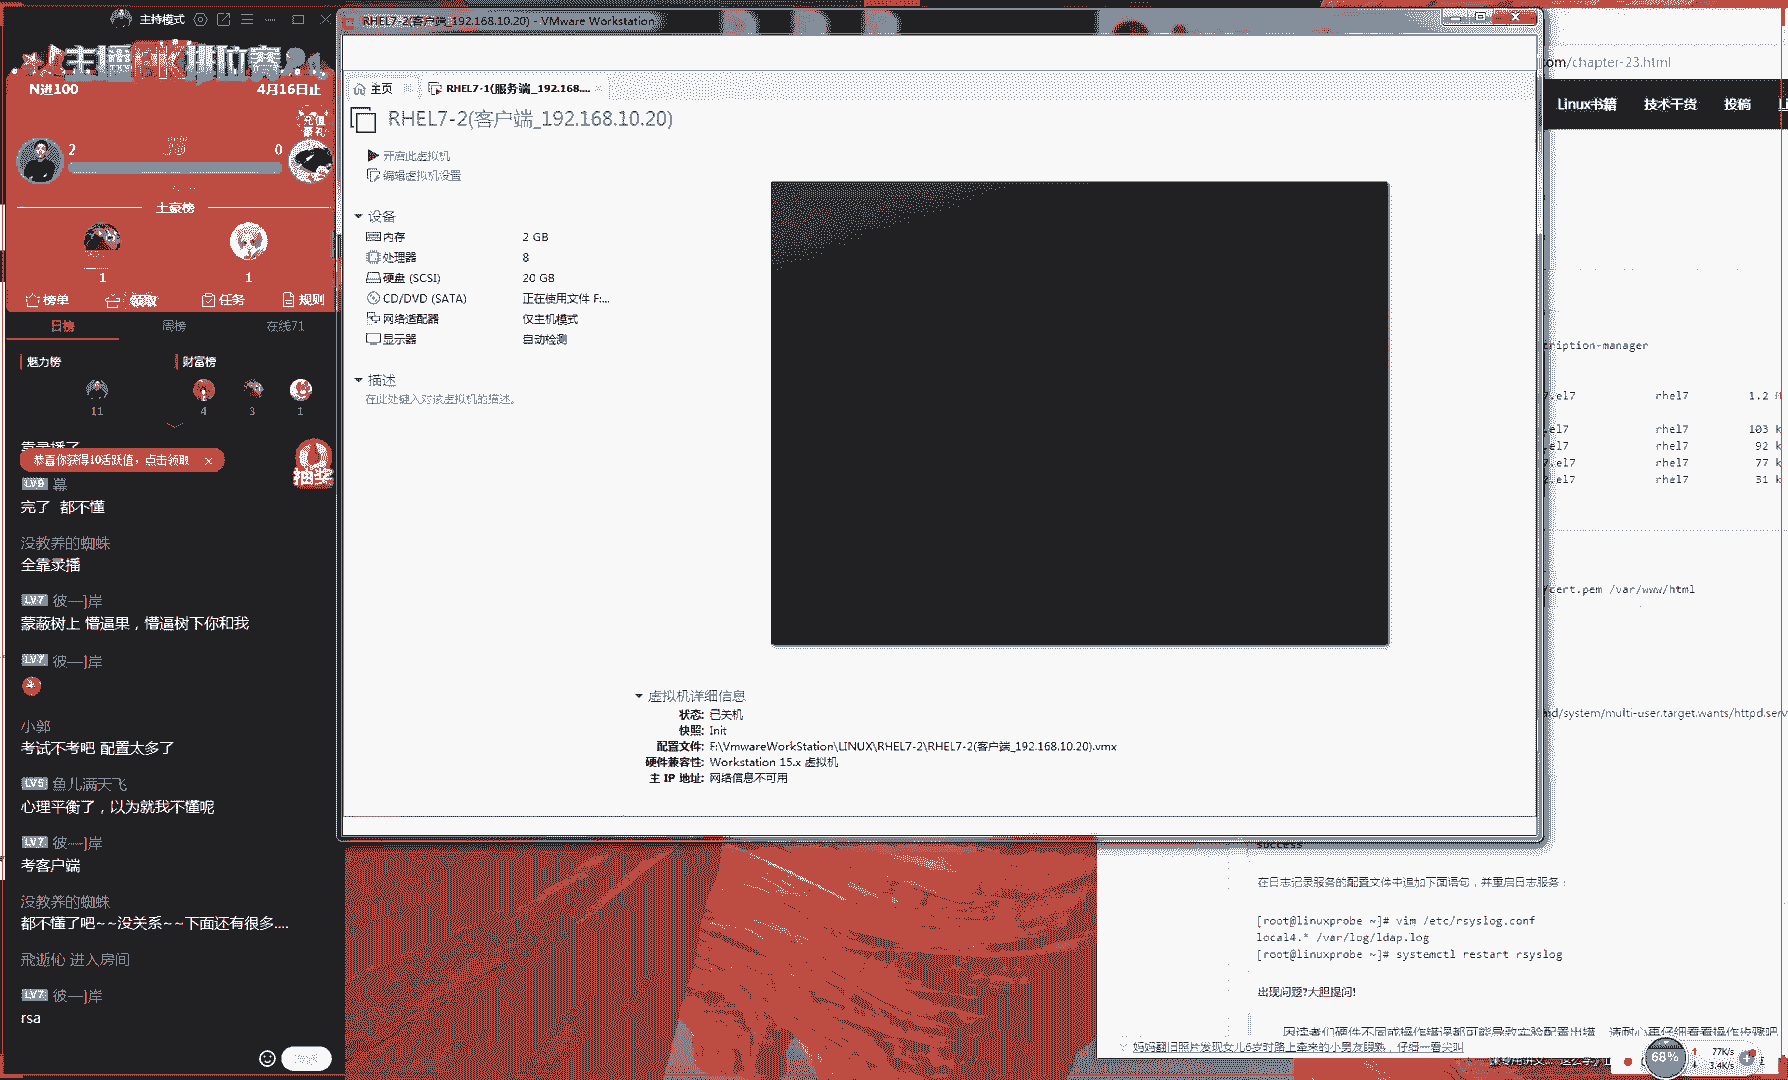 主持模式
主播PK排位赛
N进100
4月16日止
2
0
土豪榜
1
1
榜单
领取
任务
规则
日榜
周榜
在线71
魅力榜
财富榜
11
4
3
1
抽奖
恭喜你获得10活跃值，点击领取
LV9
完了 都不懂
没教养的蜘蛛
全靠录播
LV7 彼—岸
蒙蔽树上 懵逼果，懵逼树下你和我
LV7 彼—岸
小郭
考试不考吧 配置太多了
LV5 鱼儿满天飞
心理平衡了，以为就我不懂呢
LV7 彼—岸
考客户端
没教养的蜘蛛
都不懂了吧~~没关系~~下面还有很多....
进入房间
LV7 彼—岸
rsa
RHEL7-2(客户端_192.168.10.20) - VMware Workstation
主页
RHEL7-1(服务端_192.168....
RHEL7-2(客户端_192.168.10.20)
开启此虚拟机
编辑虚拟机设置
设备
内存 2 GB
处理器 8
硬盘 (SCSI) 20 GB
CD/DVD (SATA) 正在使用文件 F:...
网络适配器 仅主机模式
显示器 自动检测
描述
在此处键入对该虚拟机的描述。
虚拟机详细信息
状态: 已关机
快照: Init
配置文件: F:\VmwareWorkStation\LINUX\RHEL7-2\RHEL7-2(客户端_192.168.10.20).vmx
硬件兼容性: Workstation 15.x 虚拟机
主 IP 地址: 网络信息不可用
om/chapter-23.html
Linux书籍
技术干货
投稿
cription-manager
7.el7 rhel7 1.2
.el7 rhel7 103 k
.el7 rhel7 92 k
7.el7 rhel7 77 k
2.el7 rhel7 31 k
/cert.pem /var/www/html
md/system/multi-user.target.wants/httpd.serv
success
在日志记录服务的配置文件中追加下面语句，并重启日志服务：
[root@linuxprobe ~]# vim /etc/rsyslog.conf
local4.* /var/log/ldap.log
[root@linuxprobe ~]# systemctl restart rsyslog
出现问题?大胆提问!
因读者们硬件不同或操作错误都可能导致实验配置出错，请耐心再仔细看看操作步骤吧
妈妈翻旧照片发现女儿6岁时路上牵来的小男友眼熟，仔细一看尖叫
68%
77K/s
3.4K/s